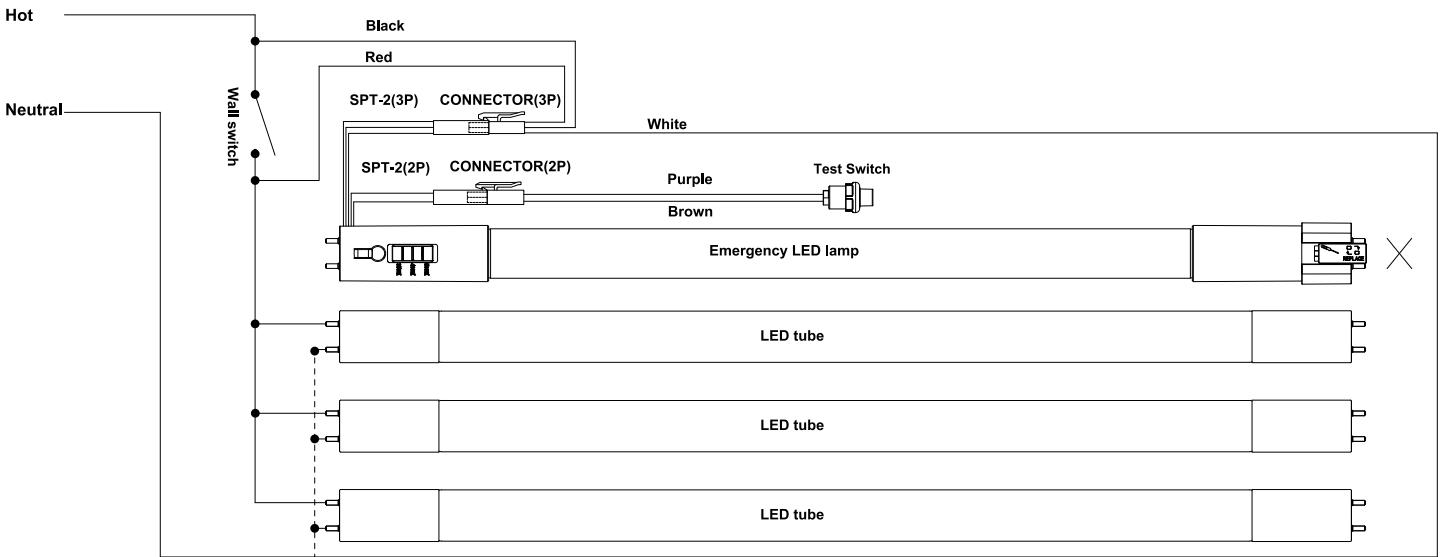 Hot
Black
Red
Neutral
Wall switch
SPT-2(3P) CONNECTOR(3P)
White
SPT-2(2P) CONNECTOR(2P)
Purple
Test Switch
Brown
Emergency LED lamp
REPLACE
LED tube
LED tube
LED tube